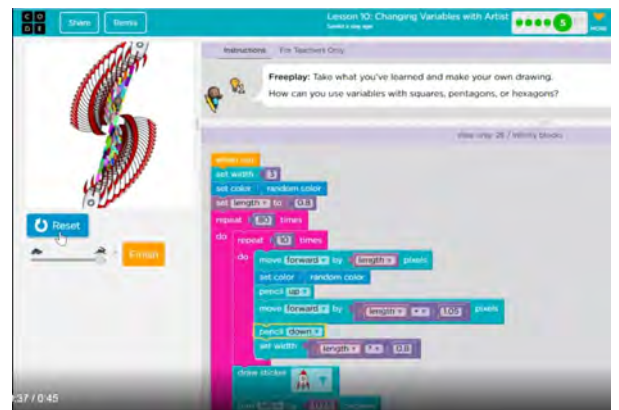 C O
D E
Share
Remix
Lesson 10: Changing Variables with Artist
5
MORE
Instructions
For Teachers Only
Freeplay: Take what you've learned and make your own drawing.
How can you use variables with squares, pentagons, or hexagons?
Reset
Finish
when run
set width
set color random color
set length to 0.8
repeat 80 times
do repeat 10 times
do move forward by length pixels
set color random color
pencil up
move forward by length 1.05 pixels
pencil down
set width length * 0.8
draw sticker
:37 / 0:45